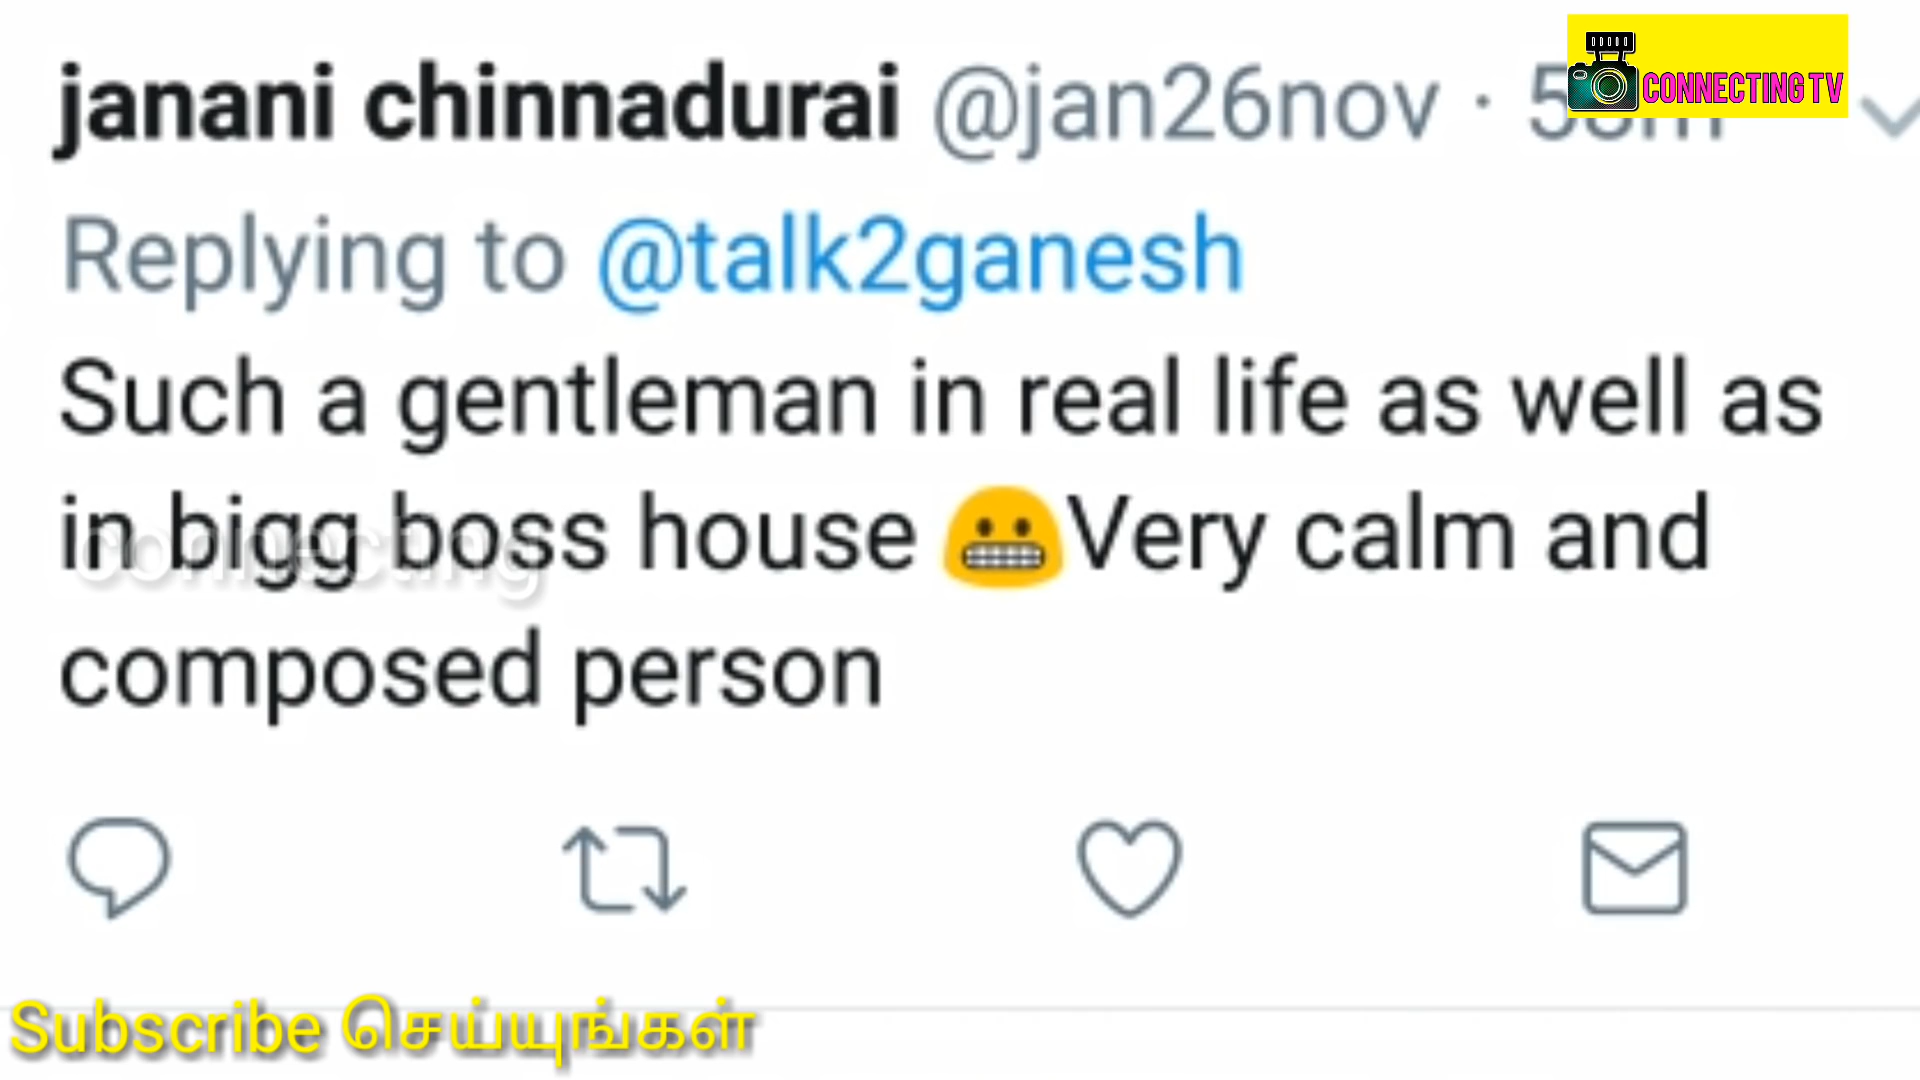 janani chinnadurai @jan26nov ·
CONNECTING TV
Replying to @talk2ganesh
Such a gentleman in real life as well as
in bigg boss house 😬Very calm and
connecting
composed person
Subscribe செய்யுங்கள்